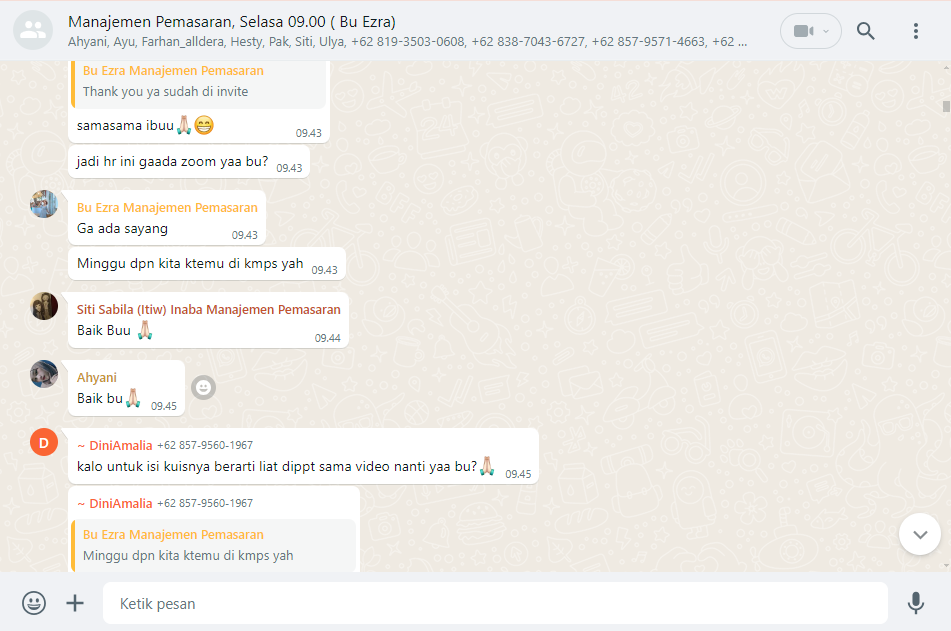 Manajemen Pemasaran, Selasa 09.00 ( Bu Ezra)
Ahyani, Ayu, Farhan_alldera, Hesty, Pak, Siti, Ulya, +62 819-3503-0608, +62 838-7043-6727, +62 857-9571-4663, +62 ...
Bu Ezra Manajemen Pemasaran
Thank you ya sudah di invite
samasama ibuu🙏🏻😁
09.43
jadi hr ini gaada zoom yaa bu?
09.43
Bu Ezra Manajemen Pemasaran
Ga ada sayang
09.43
Minggu dpn kita ktemu di kmps yah
09.43
Siti Sabila (Itiw) Inaba Manajemen Pemasaran
Baik Buu 🙏🏻
09.44
Ahyani
Baik bu🙏🏻
09.45
D
~ DiniAmalia +62 857-9560-1967
kalo untuk isi kuisnya berarti liat dippt sama video nanti yaa bu?🙏🏻
09.45
~ DiniAmalia +62 857-9560-1967
Bu Ezra Manajemen Pemasaran
Minggu dpn kita ktemu di kmps yah
Ketik pesan